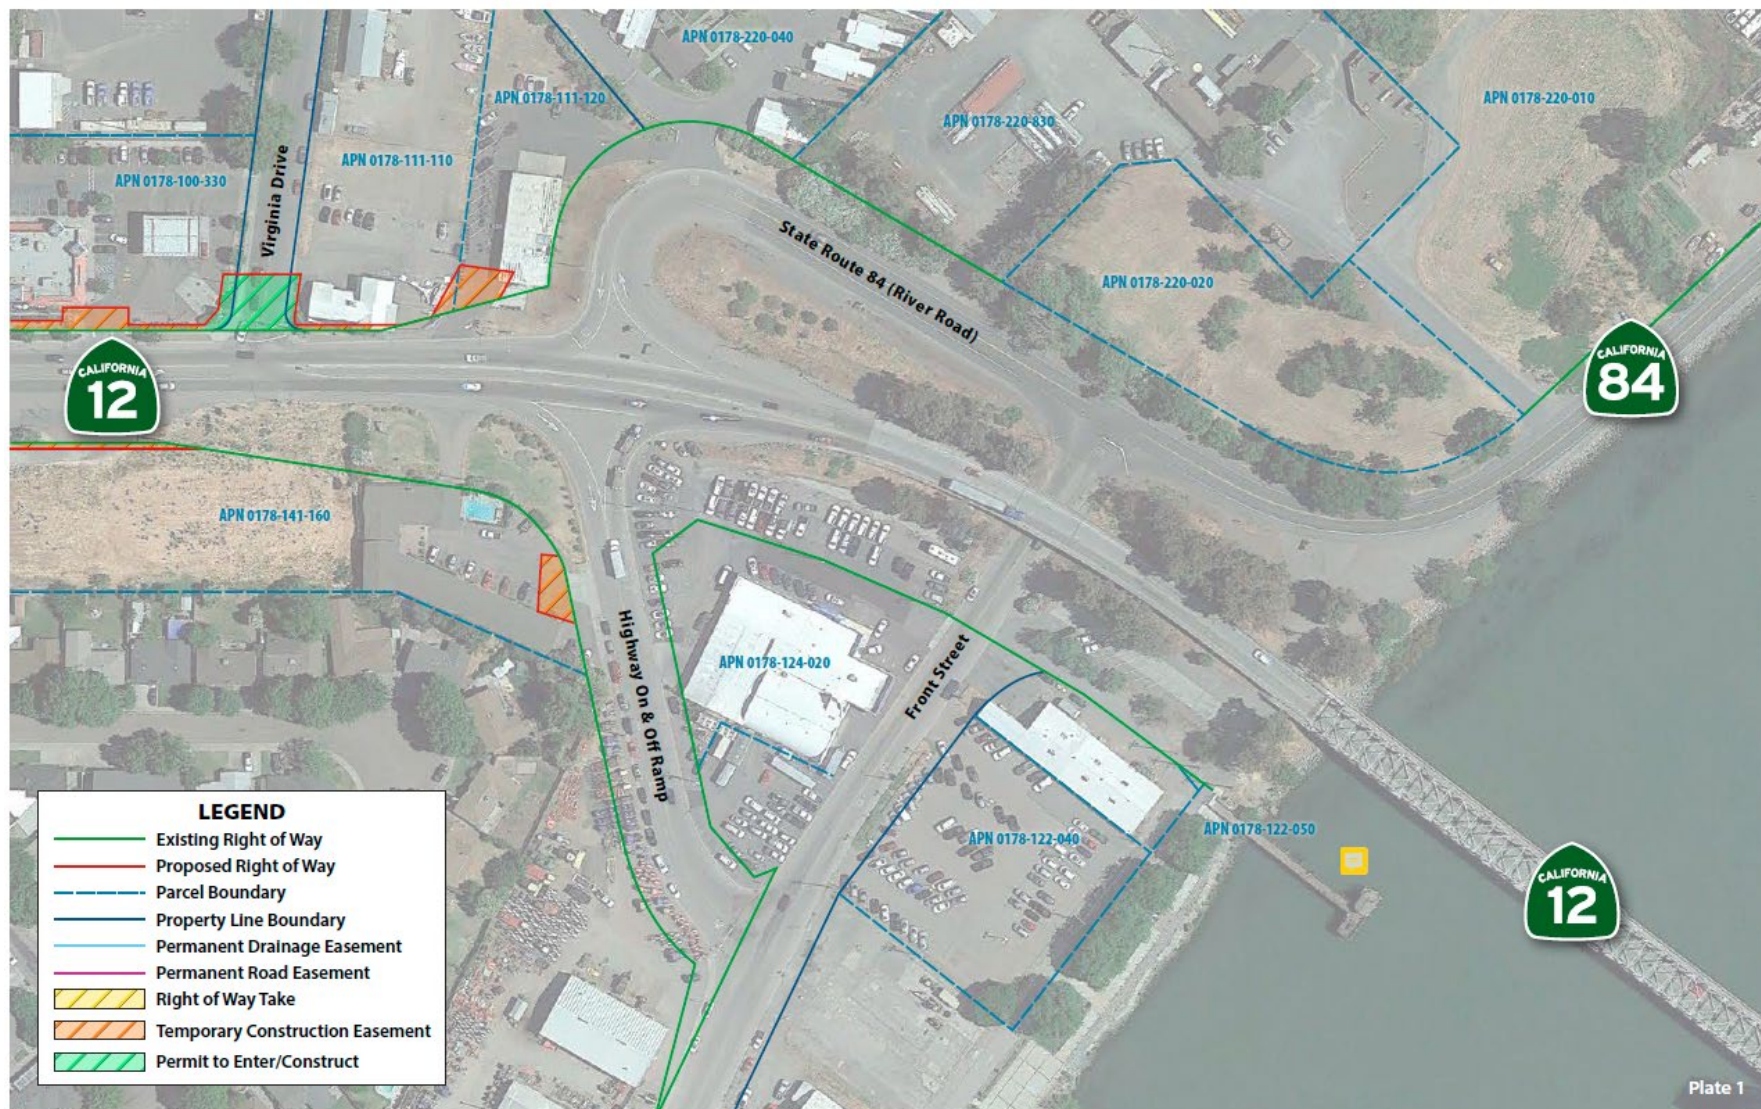 APN 0178-220-040
APN 0178-111-120
APN 0178-220-010
APN 0178-220-830
APN 0178-111-110
APN 0178-100-330
Virginia Drive
State Route 84 (River Road)
APN 0178-220-020
CALIFORNIA
12
CALIFORNIA
84
APN 0178-141-160
Highway On & Off Ramp
APN 0178-124-020
Front Street
APN 0178-122-040
APN 0178-122-050
CALIFORNIA
12
LEGEND
Existing Right of Way
Proposed Right of Way
Parcel Boundary
Property Line Boundary
Permanent Drainage Easement
Permanent Road Easement
Right of Way Take
Temporary Construction Easement
Permit to Enter/Construct
Plate 1